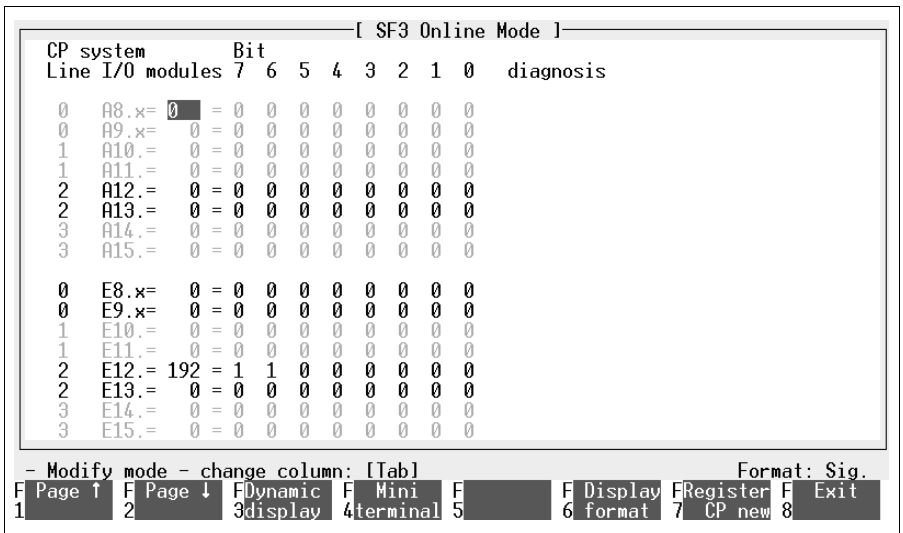 [ SF3 Online Mode ]
CP system Bit
Line I/O modules 7 6 5 4 3 2 1 0 diagnosis
0 A8.x= 0 = 0 0 0 0 0 0 0 0
0 A9.x= 0 = 0 0 0 0 0 0 0 0
1 A10.= 0 = 0 0 0 0 0 0 0 0
1 A11.= 0 = 0 0 0 0 0 0 0 0
2 A12.= 0 = 0 0 0 0 0 0 0 0
2 A13.= 0 = 0 0 0 0 0 0 0 0
3 A14.= 0 = 0 0 0 0 0 0 0 0
3 A15.= 0 = 0 0 0 0 0 0 0 0
0 E8.x= 0 = 0 0 0 0 0 0 0 0
0 E9.x= 0 = 0 0 0 0 0 0 0 0
1 E10.= 0 = 0 0 0 0 0 0 0 0
1 E11.= 0 = 0 0 0 0 0 0 0 0
2 E12.= 192 = 1 1 0 0 0 0 0 0
2 E13.= 0 = 0 0 0 0 0 0 0 0
3 E14.= 0 = 0 0 0 0 0 0 0 0
3 E15.= 0 = 0 0 0 0 0 0 0 0
- Modify mode - change column: [Tab] Format: Sig.
F Page ↑ F Page ↓ F Dynamic F Mini F F Display F Register F Exit
1 2 3 display 4 terminal 5 6 format 7 CP new 8